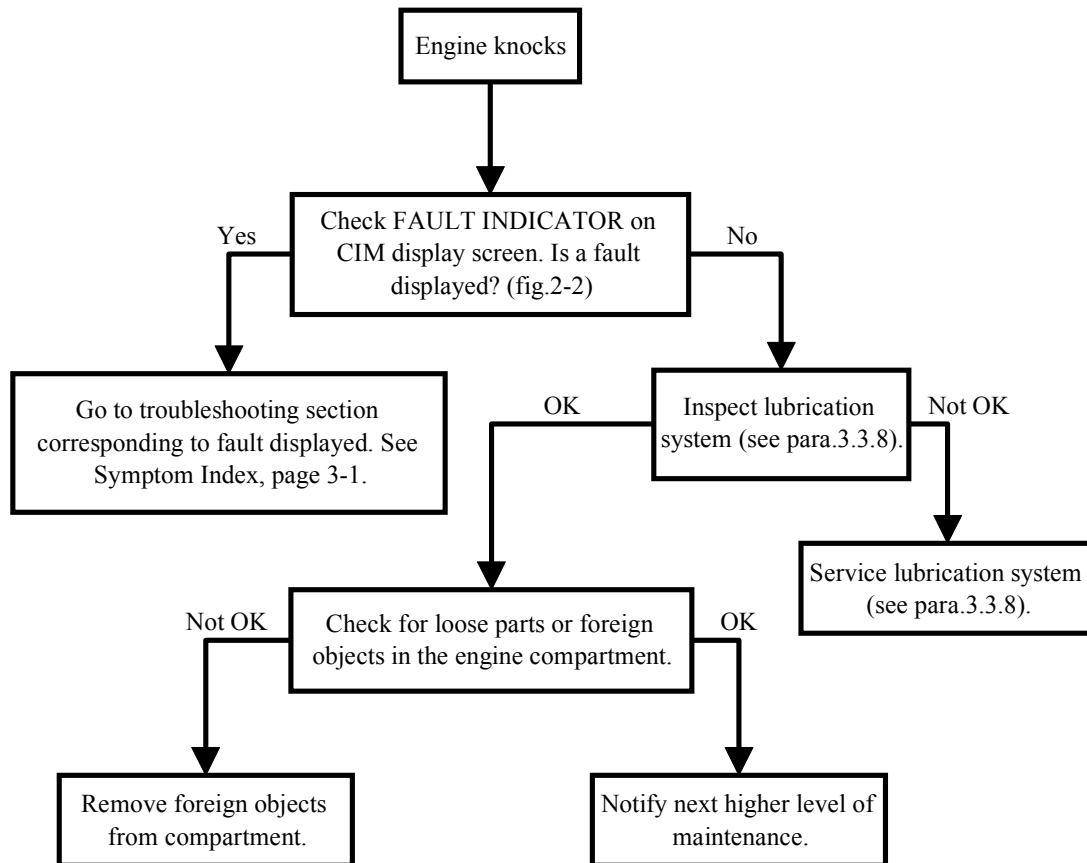 Engine knocks
Check FAULT INDICATOR on
CIM display screen. Is a fault
displayed? (fig.2-2)
Yes
No
Go to troubleshooting section
corresponding to fault displayed. See
Symptom Index, page 3-1.
OK
Inspect lubrication
system (see para.3.3.8).
Not OK
Service lubrication system
(see para.3.3.8).
Not OK
Check for loose parts or foreign
objects in the engine compartment.
OK
Remove foreign objects
from compartment.
Notify next higher level of
maintenance.